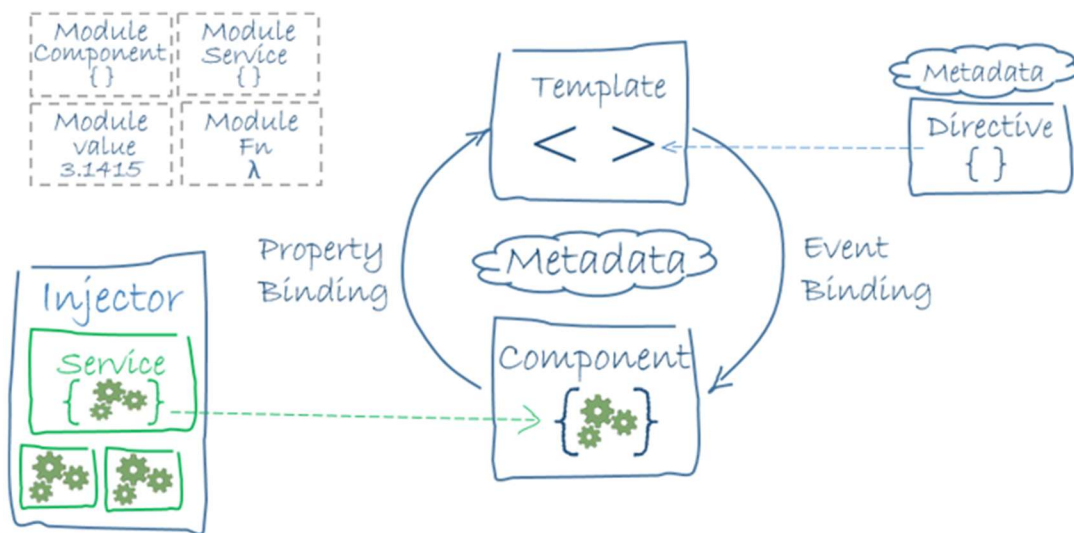 Module
Component
{ }
Module
Service
{ }
Module
value
3.1415
Module
Fn
λ
Template
< >
Metadata
Directive
{ }
Property
Binding
Metadata
Event
Binding
Injector
Service
{ }
Component
{ }